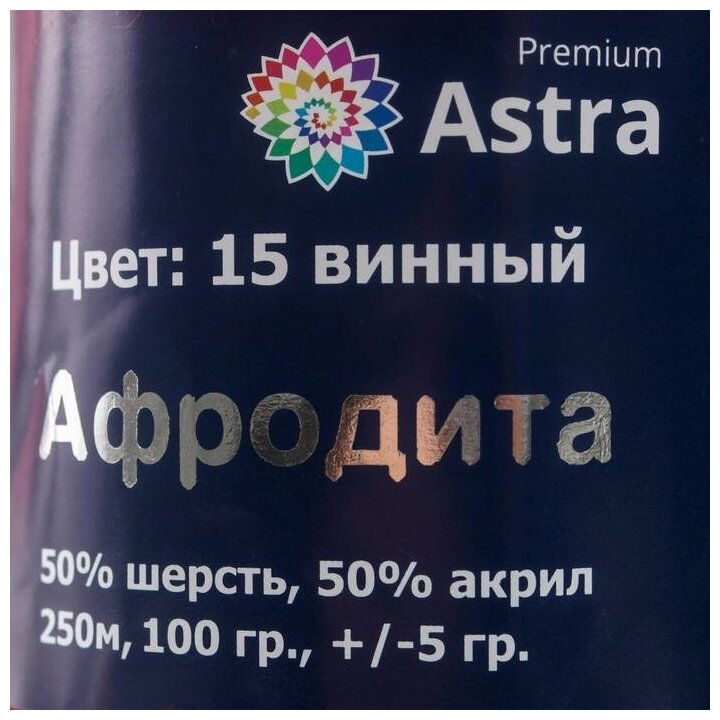 Premium
Astra
Цвет: 15 винный
Афродита
50% шерсть, 50% акрил
250м, 100 гр., +/-5 гр.